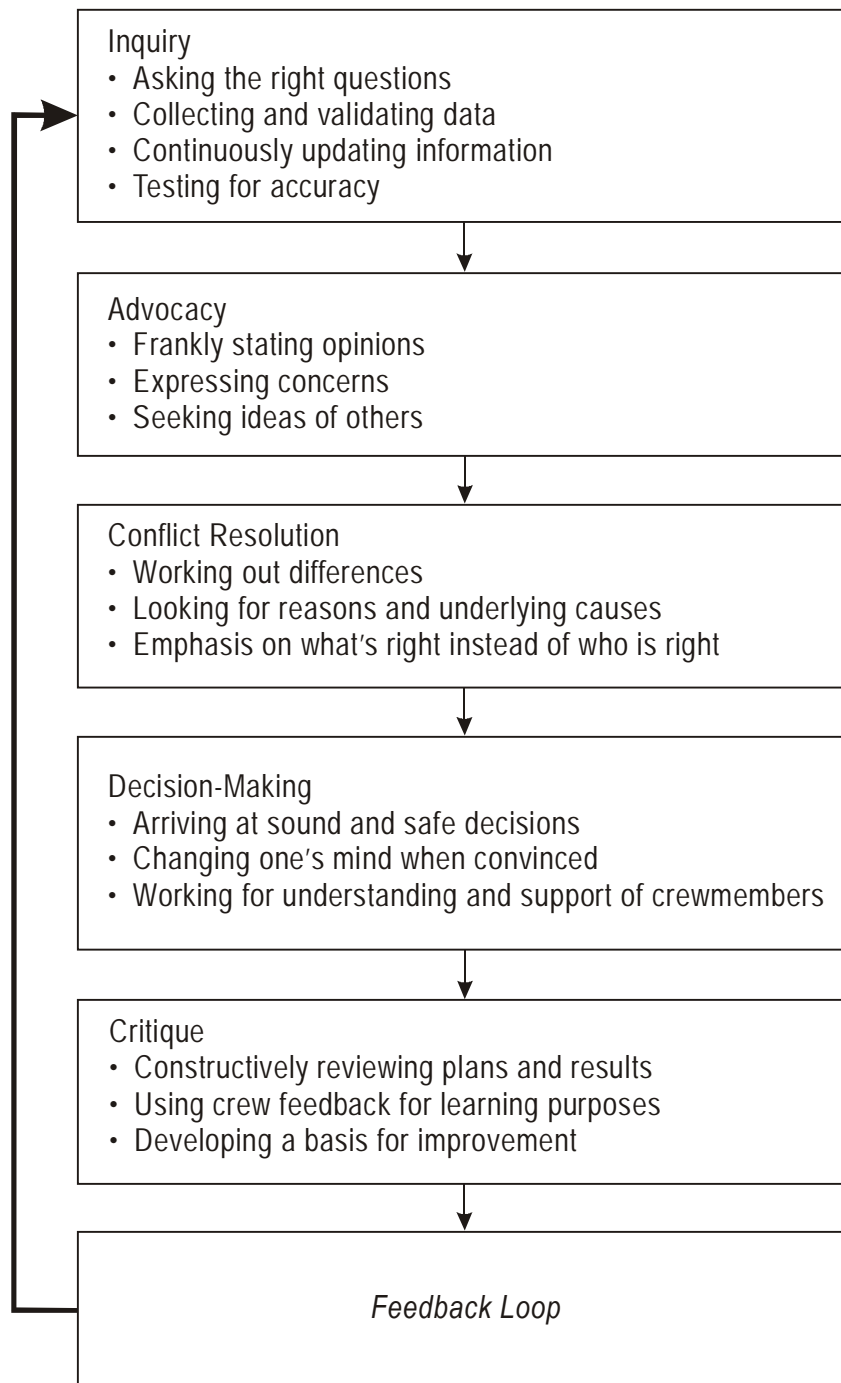 Inquiry
• Asking the right questions
• Collecting and validating data
• Continuously updating information
• Testing for accuracy
Advocacy
• Frankly stating opinions
• Expressing concerns
• Seeking ideas of others
Conflict Resolution
• Working out differences
• Looking for reasons and underlying causes
• Emphasis on what's right instead of who is right
Decision-Making
• Arriving at sound and safe decisions
• Changing one's mind when convinced
• Working for understanding and support of crewmembers
Critique
• Constructively reviewing plans and results
• Using crew feedback for learning purposes
• Developing a basis for improvement
Feedback Loop